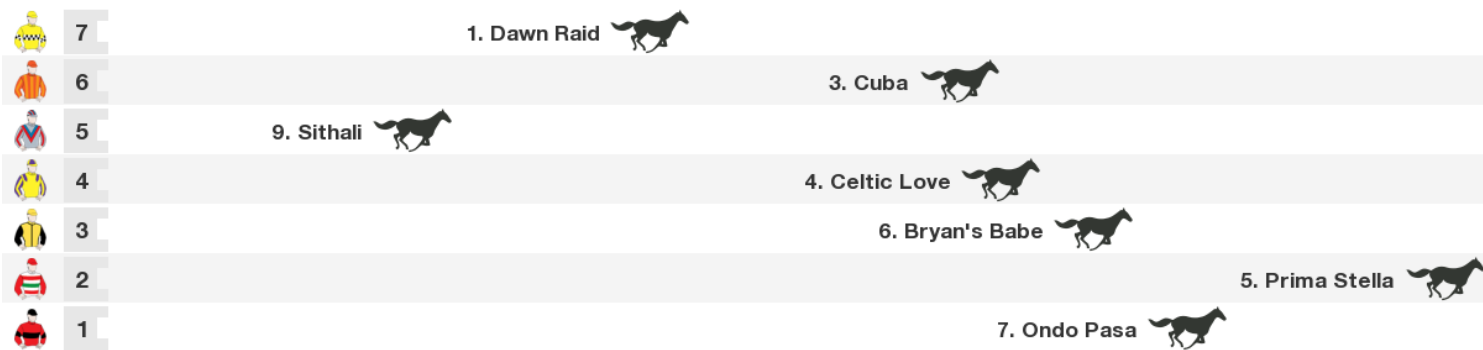 7 1. Dawn Raid
6 3. Cuba
5 9. Sithali
4 4. Celtic Love
3 6. Bryan's Babe
2 5. Prima Stella
1 7. Ondo Pasa